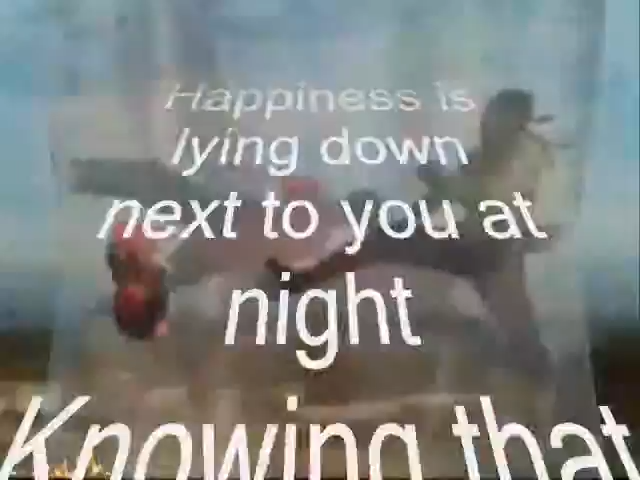 Happiness is
lying down
next to you at
night
Knowing that